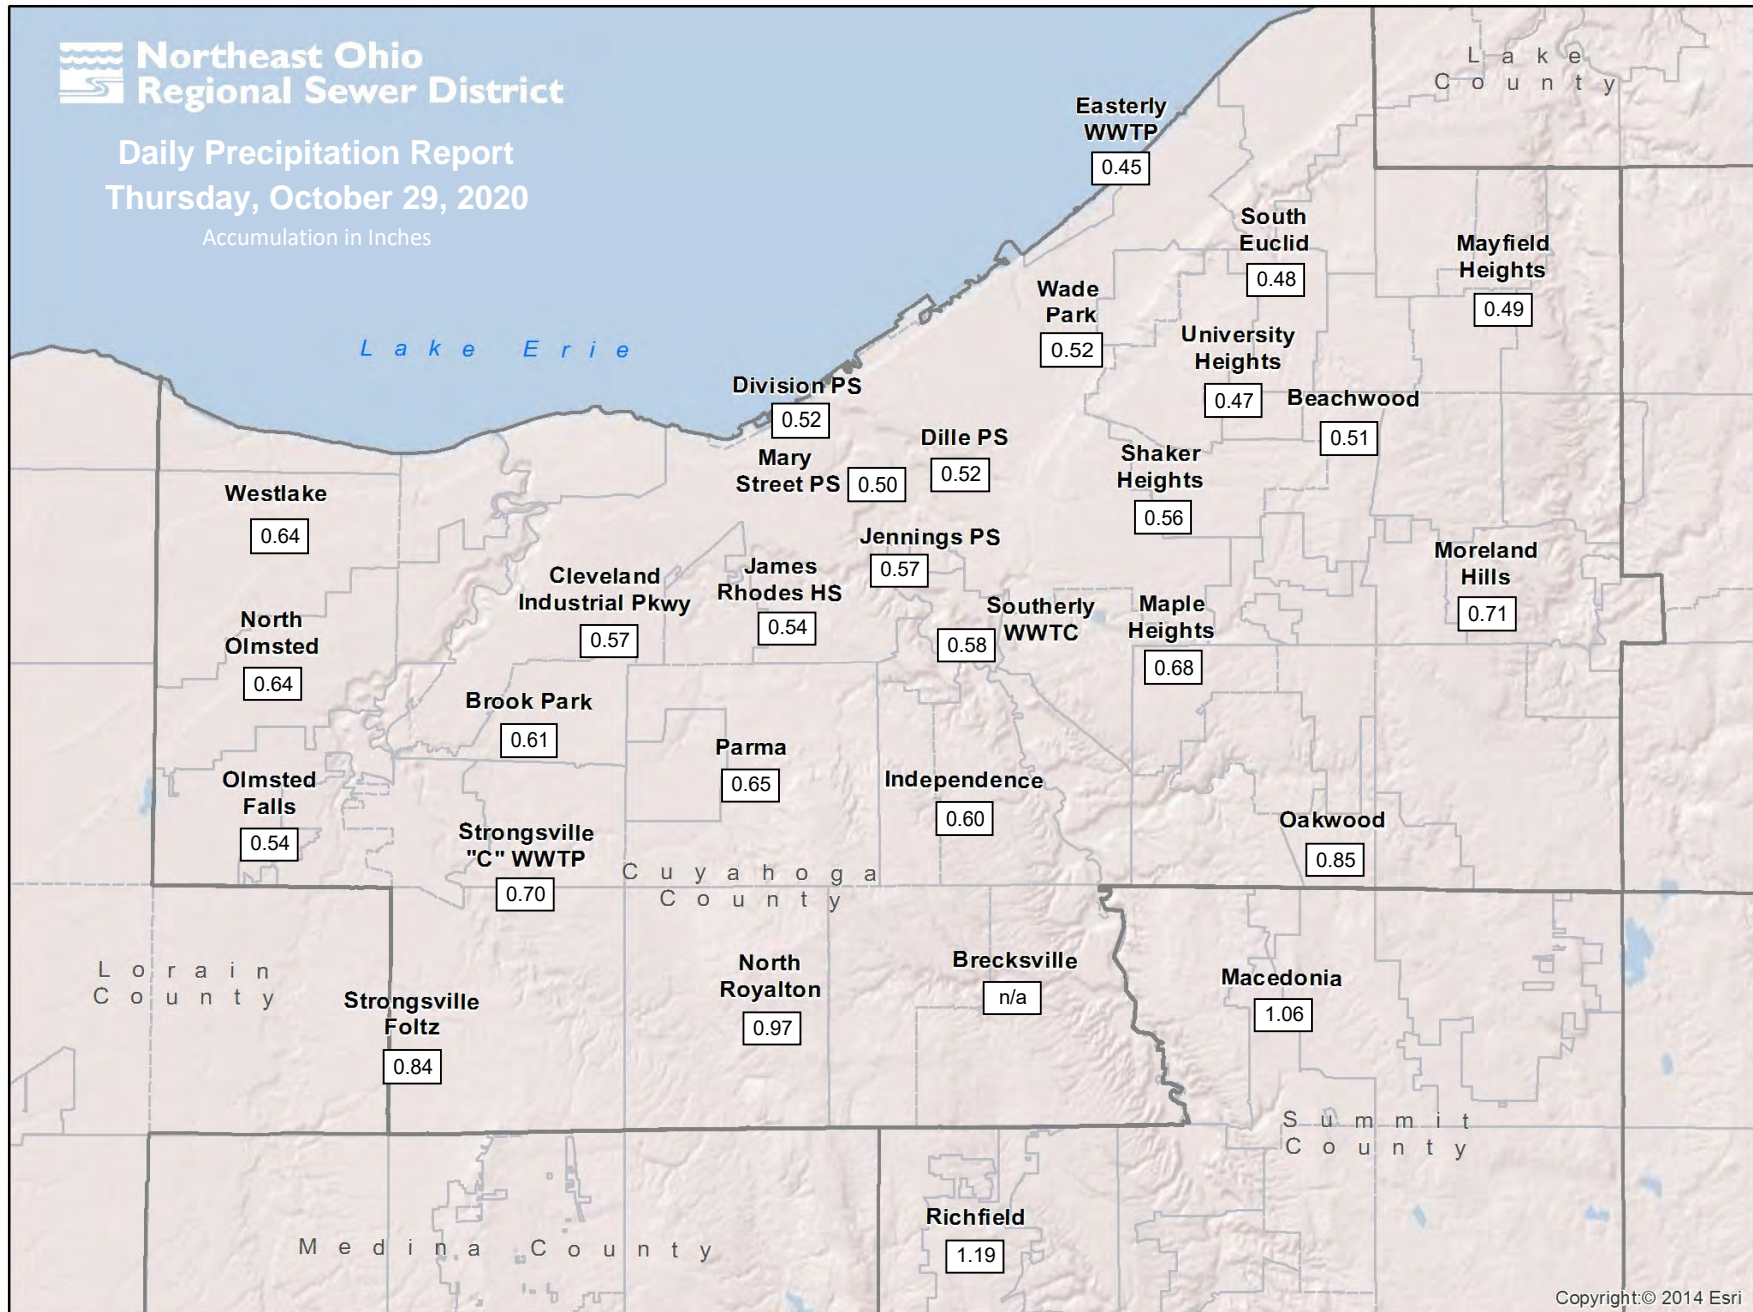 Northeast Ohio
Regional Sewer District
Daily Precipitation Report
Thursday, October 29, 2020
Accumulation in Inches
Lake
County
Easterly
WWTP
0.45
South
Euclid
0.48
Mayfield
Heights
0.49
Wade
Park
0.52
University
Heights
0.47
Lake Erie
Division PS
0.52
Beachwood
0.51
Dille PS
0.52
Mary
Street PS
0.50
Shaker
Heights
0.56
Westlake
0.64
Jennings PS
0.57
Moreland
Hills
0.71
Cleveland
Industrial Pkwy
0.57
James
Rhodes HS
0.54
Southerly
WWTC
0.58
Maple
Heights
0.68
North
Olmsted
0.64
Brook Park
0.61
Parma
0.65
Independence
0.60
Olmsted
Falls
0.54
Strongsville
"C" WWTP
0.70
Oakwood
0.85
Cuyahoga
County
Lorain
County
Strongsville
Foltz
0.84
North
Royalton
0.97
Brecksville
n/a
Macedonia
1.06
Summit
County
Richfield
1.19
Medina County
Copyright:© 2014 Esri